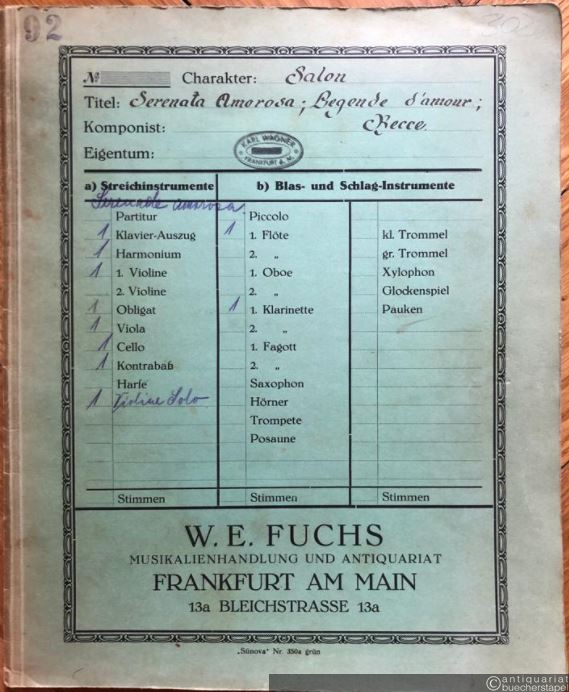 92
302
№ Charakter: Salon
Titel: Serenata Amorosa; Legende d'amour;
Komponist: Becce.
Eigentum: KARL WAGNER FRANKFURT A. M.
a) Streichinstrumente b) Blas- und Schlag-Instrumente
Serenade amorosa
Partitur Piccolo
1 Klavier-Auszug 1 1. Flöte kl. Trommel
1 Harmonium 2. „ gr. Trommel
1 1. Violine 1. Oboe Xylophon
2. Violine 2. „ Glockenspiel
1 Obligat 1 1. Klarinette Pauken
1 Viola 2. „
1 Cello 1. Fagott
1 Kontrabaß 2. „
Harfe Saxophon
1 Violine Solo Hörner
Trompete
Posaune
Stimmen Stimmen Stimmen
W. E. FUCHS
MUSIKALIENHANDLUNG UND ANTIQUARIAT
FRANKFURT AM MAIN
13a BLEICHSTRASSE 13a
„Sünova" Nr. 350a grün
©antiquariat
buecherstapel